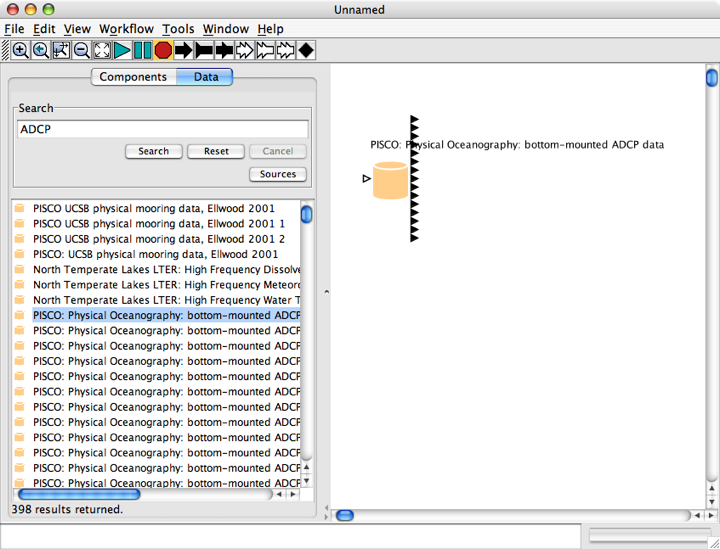 Unnamed
File Edit View Workflow Tools Window Help
Components Data
Search
ADCP
Search Reset Cancel
Sources
PISCO UCSB physical mooring data, Ellwood 2001
PISCO UCSB physical mooring data, Ellwood 2001 1
PISCO UCSB physical mooring data, Ellwood 2001 2
PISCO: UCSB physical mooring data, Ellwood 2001
North Temperate Lakes LTER: High Frequency Dissolve
North Temperate Lakes LTER: High Frequency Meteoro
North Temperate Lakes LTER: High Frequency Water T
PISCO: Physical Oceanography: bottom-mounted ADCP
PISCO: Physical Oceanography: bottom-mounted ADCP
PISCO: Physical Oceanography: bottom-mounted ADCP
PISCO: Physical Oceanography: bottom-mounted ADCP
PISCO: Physical Oceanography: bottom-mounted ADCP
PISCO: Physical Oceanography: bottom-mounted ADCP
PISCO: Physical Oceanography: bottom-mounted ADCP
PISCO: Physical Oceanography: bottom-mounted ADCP
PISCO: Physical Oceanography: bottom-mounted ADCP
PISCO: Physical Oceanography: bottom-mounted ADCP
PISCO: Physical Oceanography: bottom-mounted ADCP
PISCO: Physical Oceanography: bottom-mounted ADCP
398 results returned.
PISCO: Physical Oceanography: bottom-mounted ADCP data